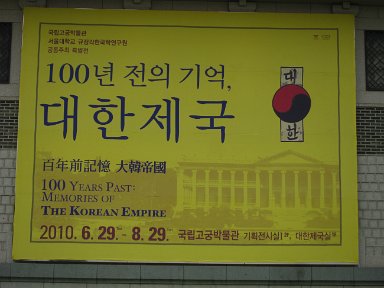 국립고궁박물관
서울대학교 규장각한국학연구원
공동주최 특별전
100년 전의 기억,
대한제국
대
한
百年前記憶 大韓帝國
100 YEARS PAST:
MEMORIES OF
THE KOREAN EMPIRE
2010. 6.29.~ 8.29. 국립고궁박물관 기획전시실Ⅰ, 대한제국실